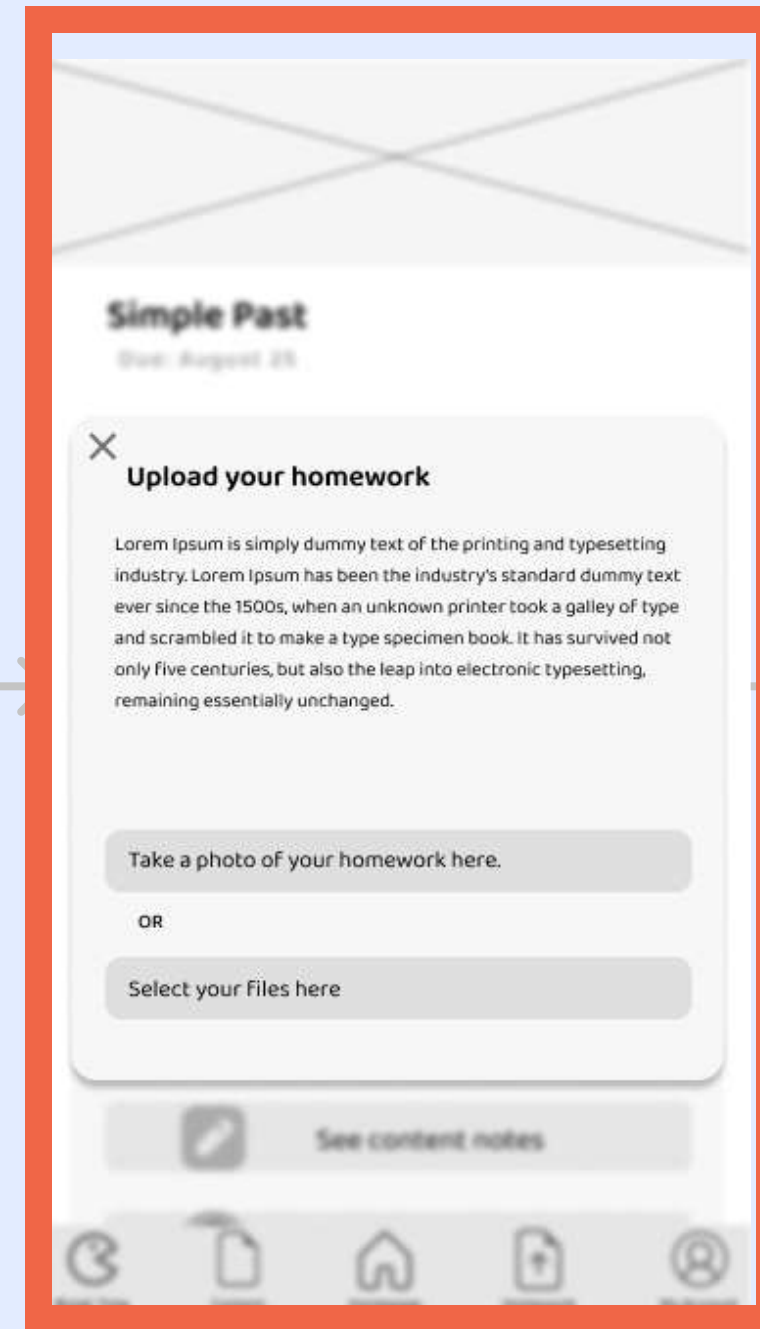 Simple Past
Due: August 25
Upload your homework
Lorem Ipsum is simply dummy text of the printing and typesetting
industry. Lorem Ipsum has been the industry's standard dummy text
ever since the 1500s, when an unknown printer took a galley of type
and scrambled it to make a type specimen book. It has survived not
only five centuries, but also the leap into electronic typesetting,
remaining essentially unchanged.
Take a photo of your homework here.
OR
Select your files here
See content notes